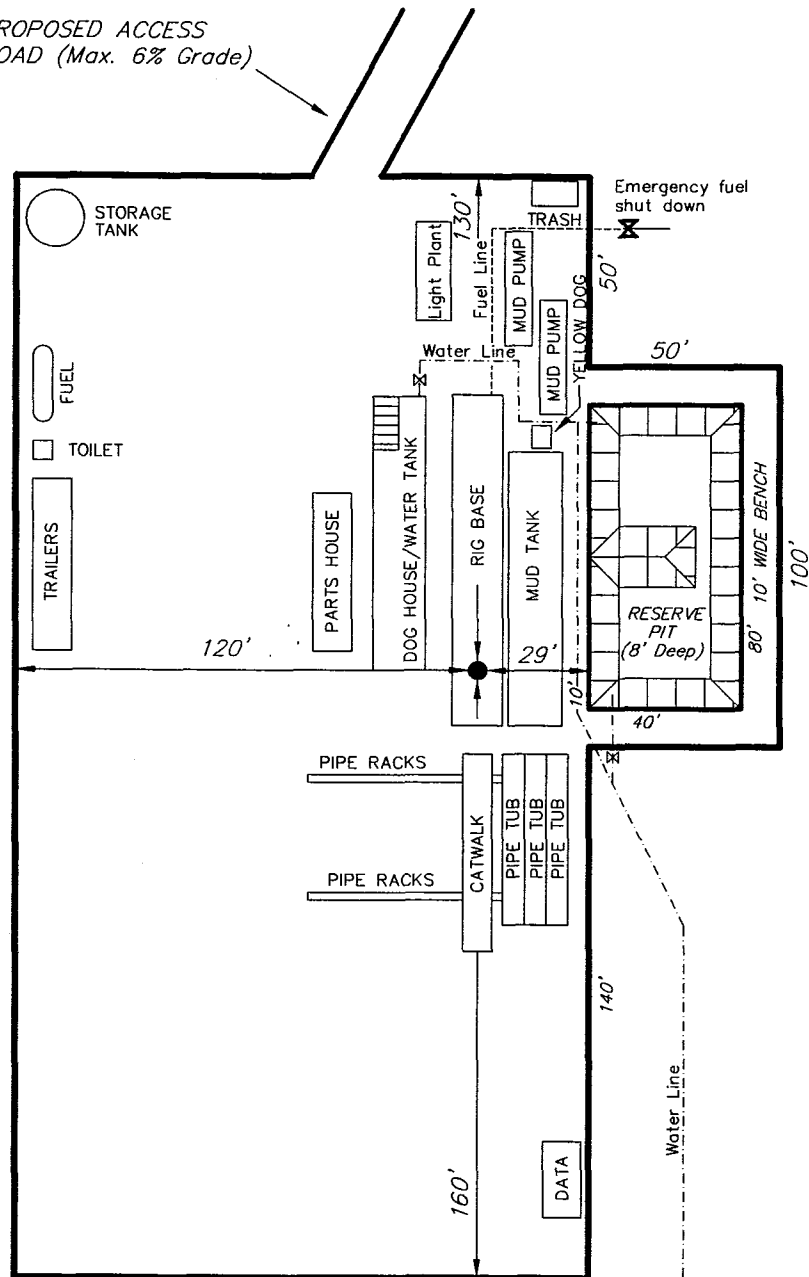 ROPOSED ACCESS
OAD (Max. 6% Grade)
STORAGE
TANK
130'
Light Plant
Fuel Line
TRASH
MUD PUMP
MUD PUMP
YELLOW DOG
Emergency fuel
shut down
50'
50'
Water Line
FUEL
TOILET
TRAILERS
PARTS HOUSE
DOG HOUSE/WATER TANK
RIG BASE
MUD TANK
120'
29'
10'
RESERVE
PIT
(8' Deep)
40'
80'
10' WIDE BENCH
100'
PIPE RACKS
PIPE RACKS
CATWALK
PIPE TUB
PIPE TUB
PIPE TUB
140'
160'
DATA
Water Line